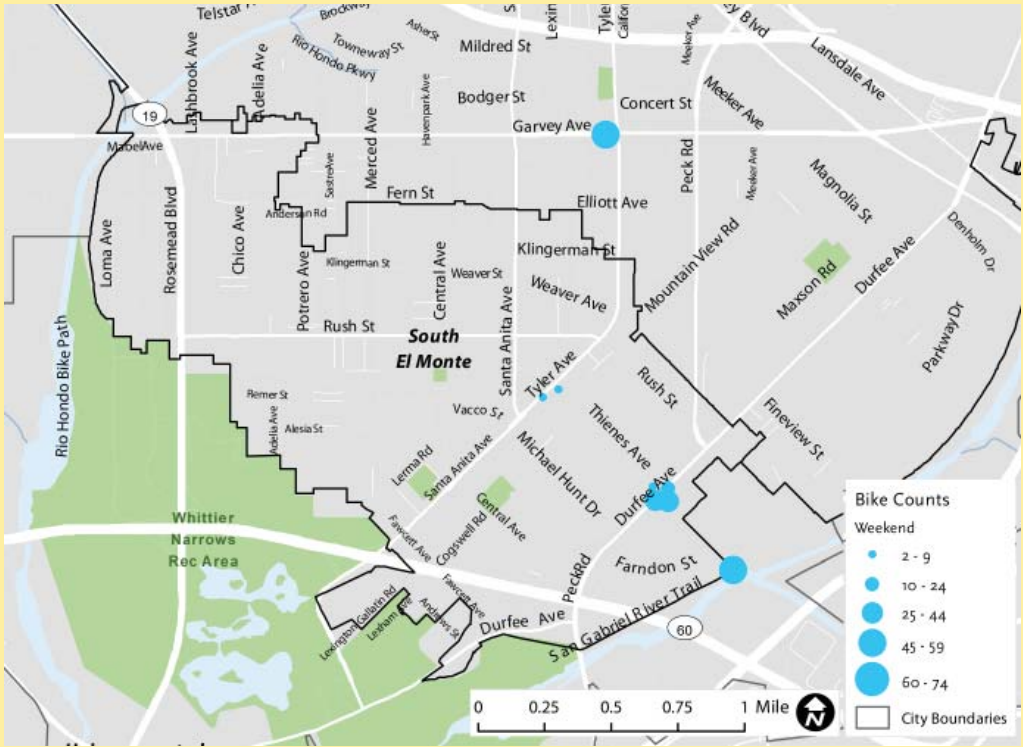 Telstar
Brockway
Asher St
Mildred St
Meeker Ave
Blvd
Lansdale Ave
Lashbrook Ave
Adelia Ave
Rio Hondo Pkwy
Towneway St
Havenpark Ave
Bodger St
Concert St
Meeker Ave
19
Garvey Ave
Mabel Ave
Merced Ave
Sastre Ave
Peck Rd
Meeker Ave
Magnolia St
Fern St
Elliott Ave
Anderson Rd
Loma Ave
Rosemead Blvd
Chico Ave
Potrero Ave
Klingerman St
Klingerman St
Central Ave
Weaver St
Weaver Ave
Mountain View Rd
Maxson Rd
Durfee Ave
Denholm Dr
Parkway Dr
Rio Hondo Bike Path
Rush St
South
El Monte
Santa Anita Ave
Tyler Ave
Rush St
Remer St
Adelia Ave
Alesia St
Vacco St
Thienes Ave
Fineview St
Lerma Rd
Santa Anita Ave
Michael Hunt Dr
Durfee Ave
Central Ave
Cogswell Rd
Fawcett Ave
Whittier
Narrows
Rec Area
Peck Rd
Farndon St
San Gabriel River Trail
60
Lexington
Gallatin Rd
Lexham Ave
Andrews St
Fawcett Ave
Durfee Ave
Bike Counts
Weekend
2 - 9
10 - 24
25 - 44
45 - 59
60 - 74
City Boundaries
0 0.25 0.5 0.75 1 Mile
N